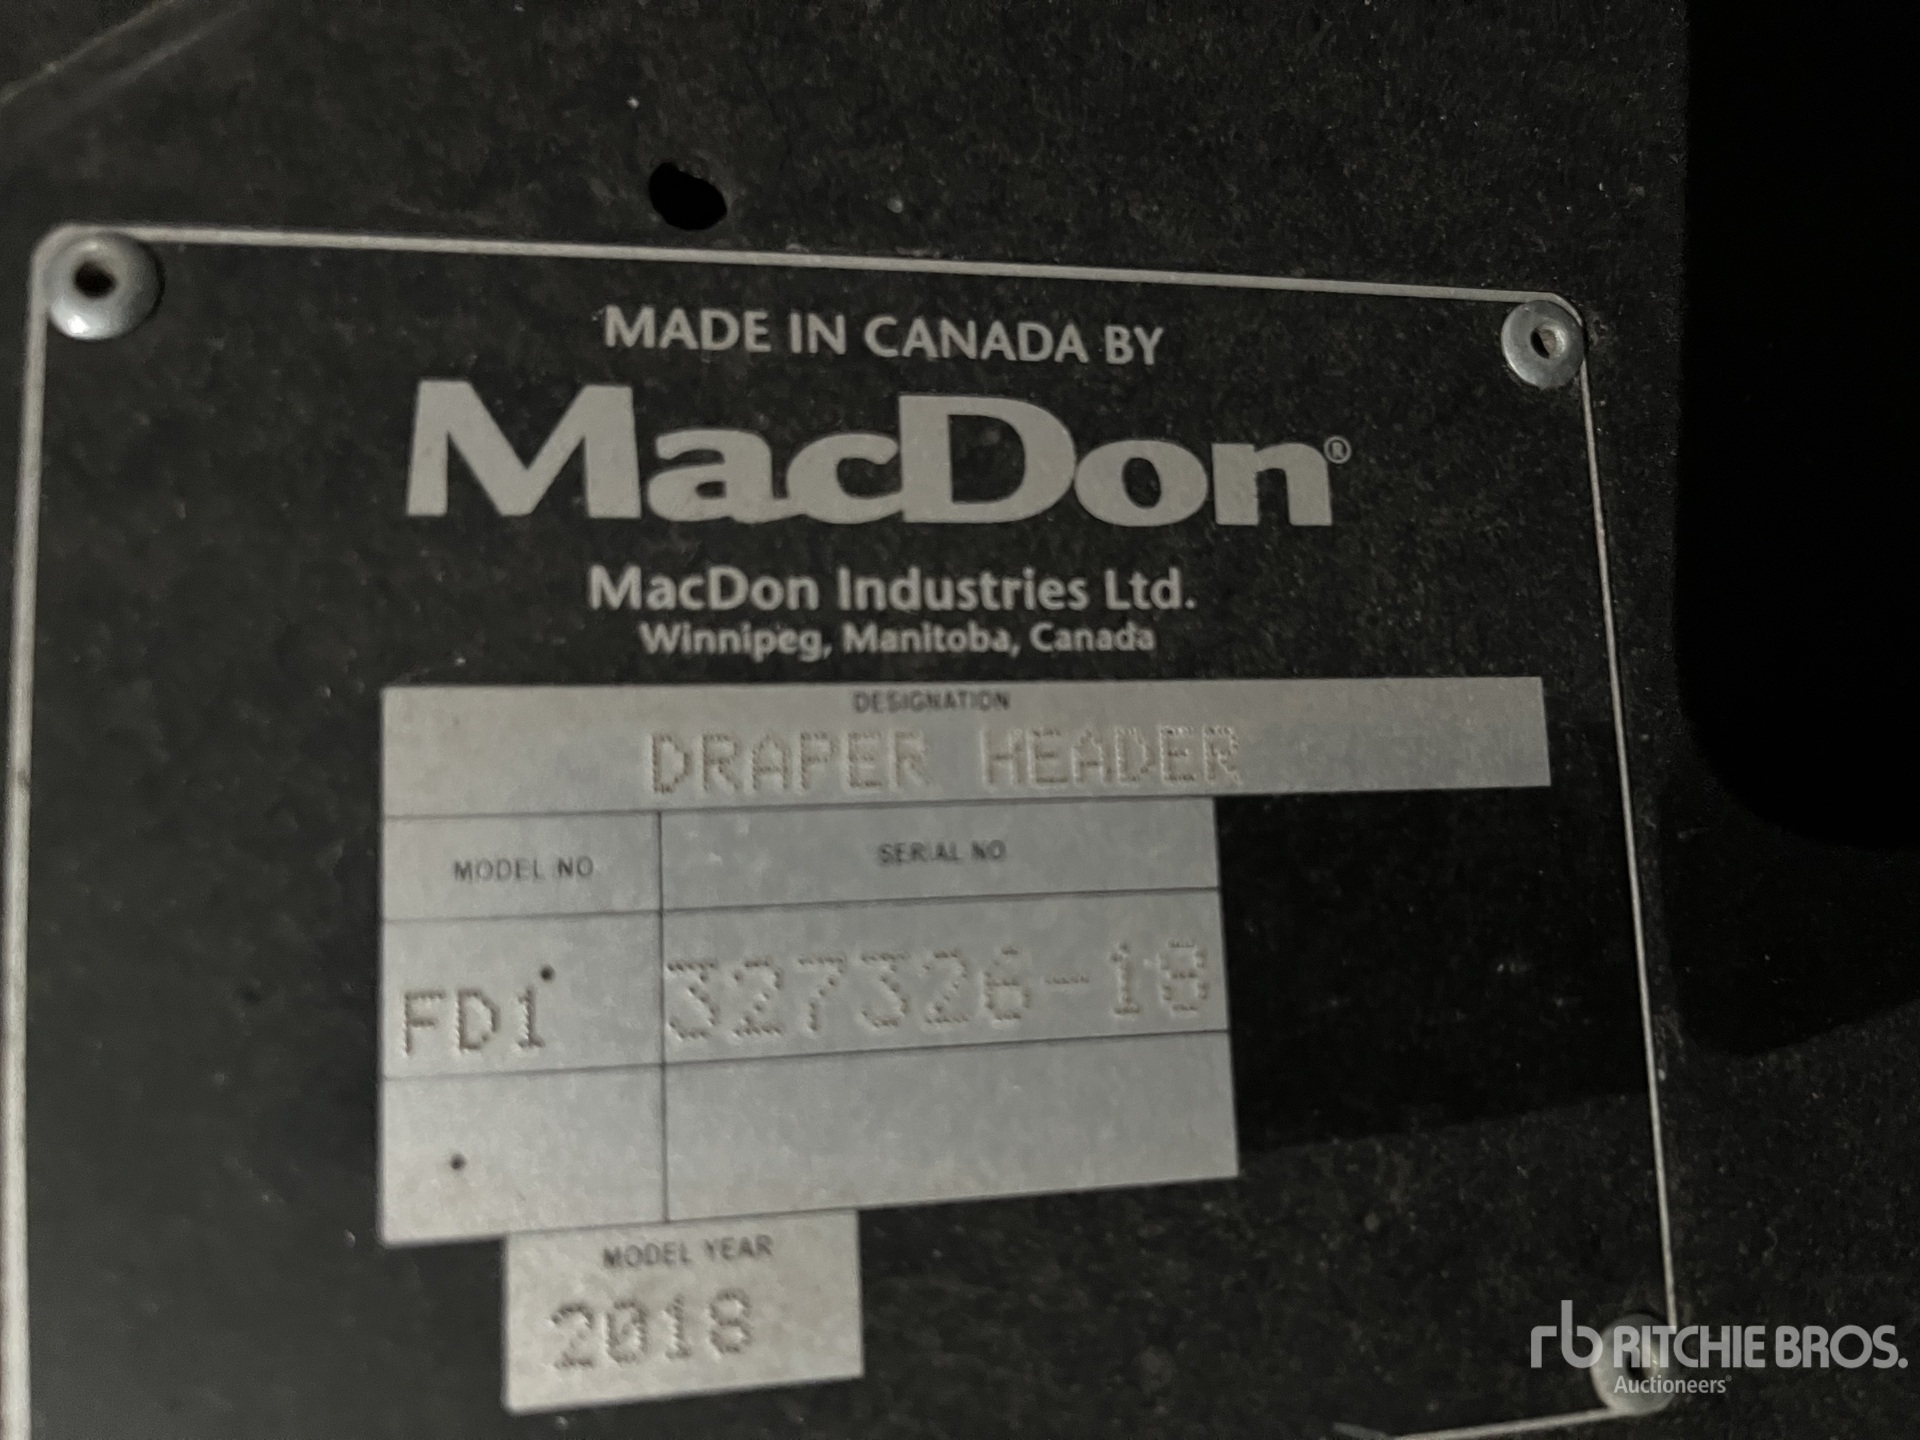 MADE IN CANADA BY
MacDon®
MacDon Industries Ltd.
Winnipeg, Manitoba, Canada
DESIGNATION
DRAPER HEADER
MODEL NO
SERIAL NO
FD1
327326-18
MODEL YEAR
2018
rb RITCHIE BROS.
Auctioneers